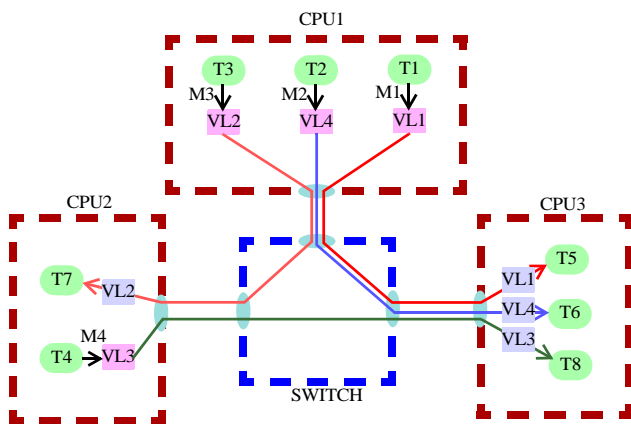 CPU1
T3 T2 T1
M3 M2 M1
VL2 VL4 VL1
CPU2 CPU3
T7 VL2 VL1 T5
VL4 T6
M4 VL3
T4 VL3 T8
SWITCH